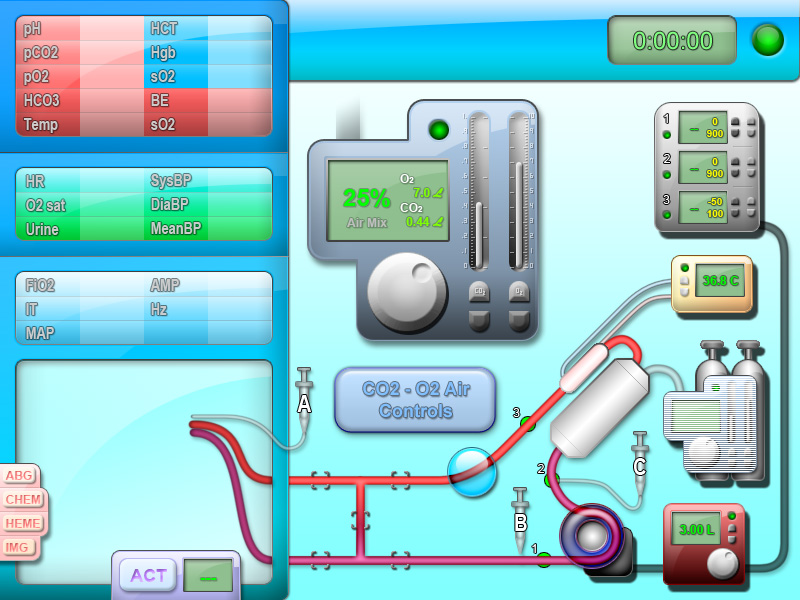 pH HCT
pCO2 Hgb
pO2 sO2
HCO3 BE
Temp sO2
HR SysBP
O2 sat DiaBP
Urine MeanBP
FiO2 AMP
IT Hz
MAP
0:00:00
25%
Air Mix
O2
7.0
CO2
0.44
CO2
O2
CO2 - O2 Air
Controls
1
0
900
2
0
900
3
-50
100
36.8 C
A
3
2
C
B
1
3.00 L
ABG
CHEM
HEME
IMG
ACT
---